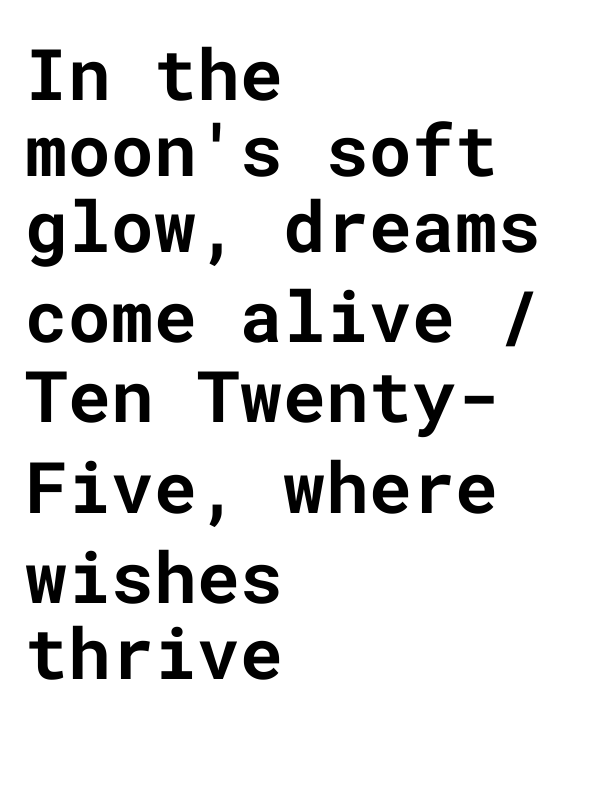 In the
moon's soft
glow, dreams
come alive /
Ten Twenty-
Five, where
wishes
thrive